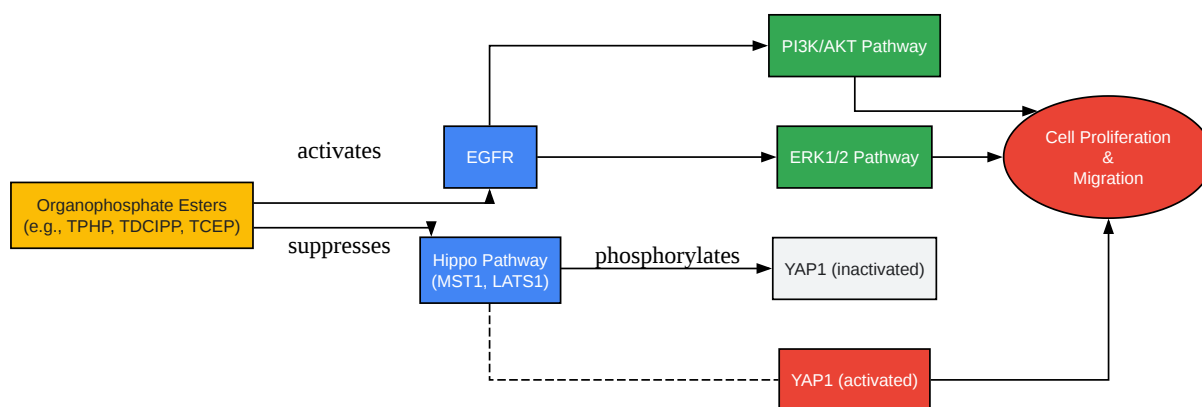 PI3K/AKT Pathway
activates
EGFR
ERK1/2 Pathway
Cell Proliferation
&
Migration
Organophosphate Esters
(e.g., TPHP, TDCIPP, TCEP)
suppresses
Hippo Pathway
(MST1, LATS1)
phosphorylates
YAP1 (inactivated)
YAP1 (activated)